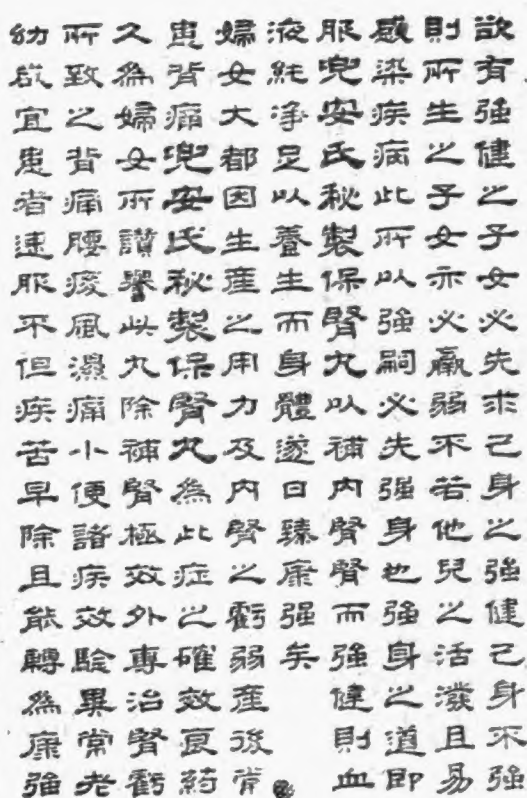 欲有強健之子女必先求己身之強健己身不強
則所生之子女亦必羸弱不若他兒之活潑且易
感染疾病此所以強嗣必先強身也強身之道即
服兜安氏秘製保腎丸以補內腎腎而強健則血
液純淨足以養生而身體遂日臻康強矣
婦女大都因生產之用力及內腎之虧弱產後常
患背痛兜安氏秘製保腎丸為此症之確效良藥
久為婦女所讚譽此丸除補腎極效外專治腎虧
所致之背痛腰痠風濕痛小便諸疾效驗異常老
幼咸宜患者速服不但疾苦早除且能轉為康強